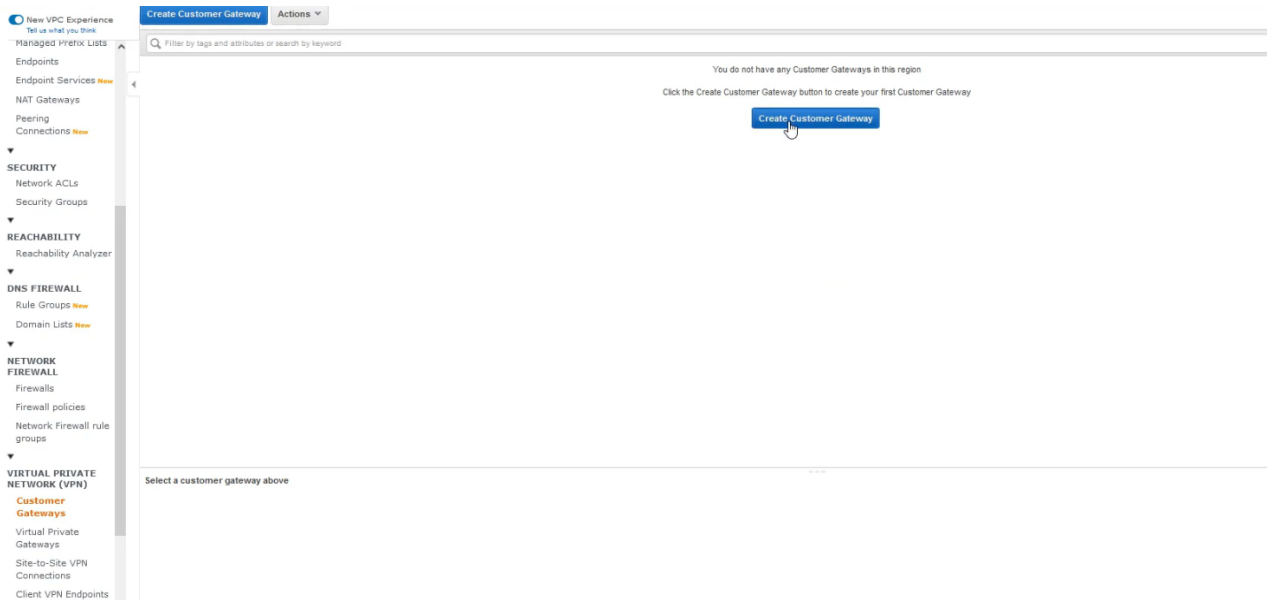 New VPC Experience
Tell us what you think
Managed Prefix Lists
Endpoints
Endpoint Services New
NAT Gateways
Peering
Connections New
SECURITY
Network ACLs
Security Groups
REACHABILITY
Reachability Analyzer
DNS FIREWALL
Rule Groups New
Domain Lists New
NETWORK
FIREWALL
Firewalls
Firewall policies
Network Firewall rule
groups
VIRTUAL PRIVATE
NETWORK (VPN)
Customer
Gateways
Virtual Private
Gateways
Site-to-Site VPN
Connections
Client VPN Endpoints
Create Customer Gateway Actions
Filter by tags and attributes or search by keyword
You do not have any Customer Gateways in this region
Click the Create Customer Gateway button to create your first Customer Gateway
Create Customer Gateway
Select a customer gateway above